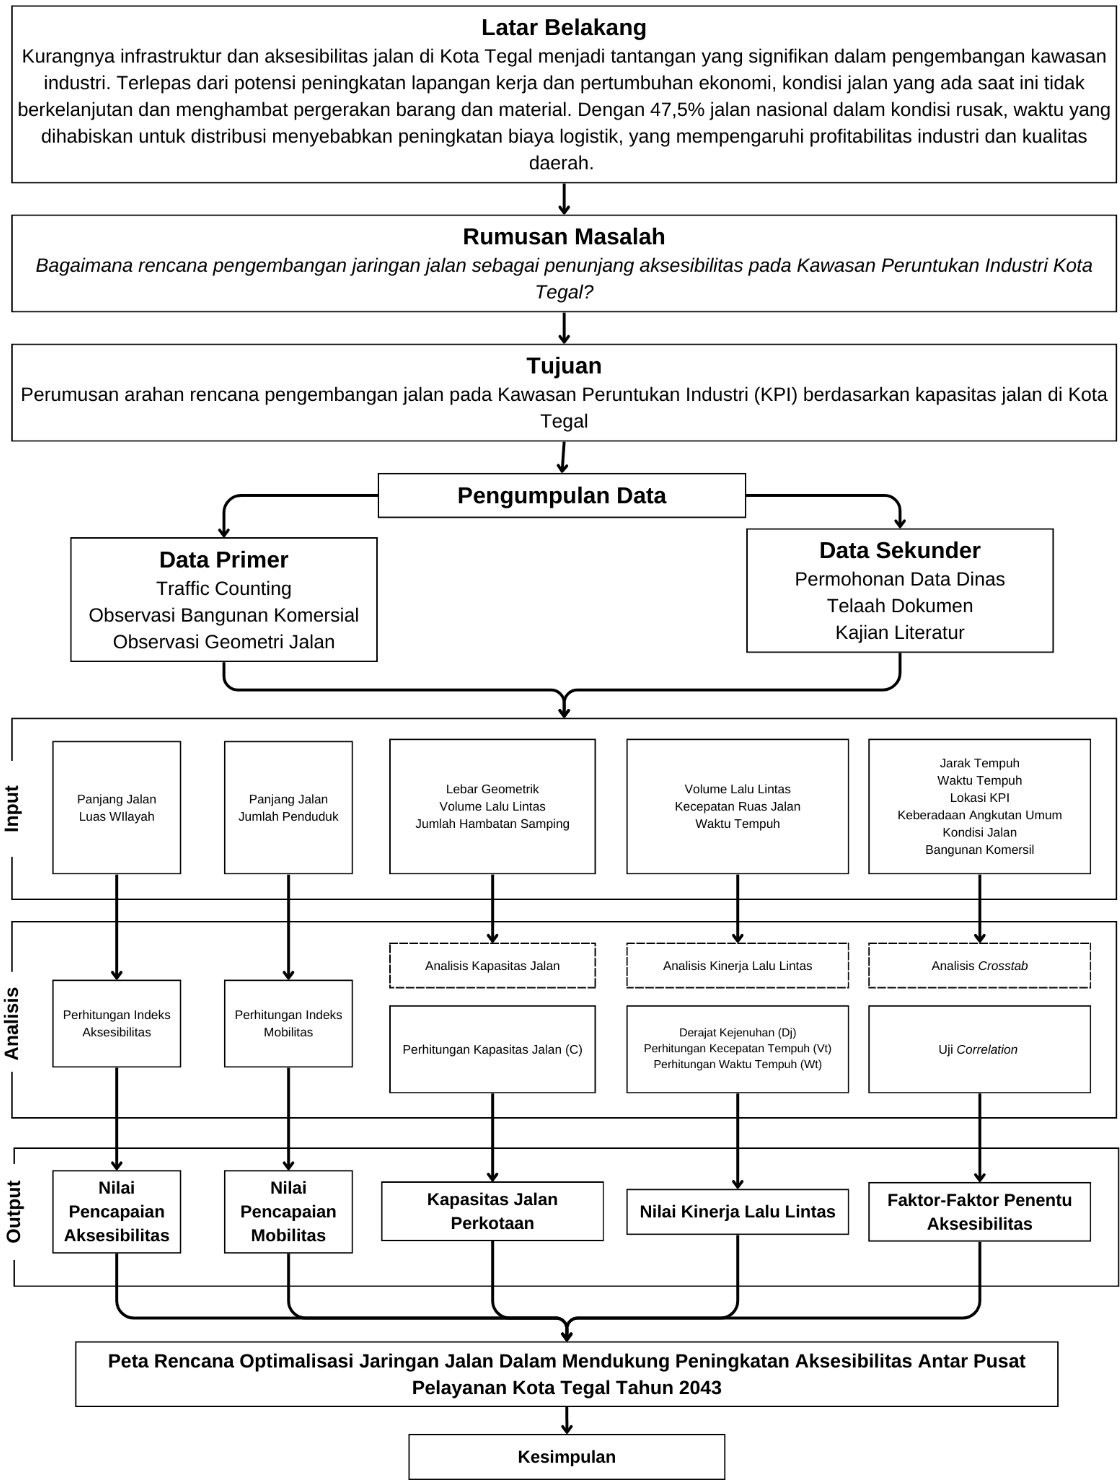 Latar Belakang
Kurangnya infrastruktur dan aksesibilitas jalan di Kota Tegal menjadi tantangan yang signifikan dalam pengembangan kawasan
industri. Terlepas dari potensi peningkatan lapangan kerja dan pertumbuhan ekonomi, kondisi jalan yang ada saat ini tidak
berkelanjutan dan menghambat pergerakan barang dan material. Dengan 47,5% jalan nasional dalam kondisi rusak, waktu yang
dihabiskan untuk distribusi menyebabkan peningkatan biaya logistik, yang mempengaruhi profitabilitas industri dan kualitas
daerah.
Rumusan Masalah
Bagaimana rencana pengembangan jaringan jalan sebagai penunjang aksesibilitas pada Kawasan Peruntukan Industri Kota
Tegal?
Tujuan
Perumusan arahan rencana pengembangan jalan pada Kawasan Peruntukan Industri (KPI) berdasarkan kapasitas jalan di Kota
Tegal
Pengumpulan Data
Data Primer
Traffic Counting
Observasi Bangunan Komersial
Observasi Geometri Jalan
Data Sekunder
Permohonan Data Dinas
Telaah Dokumen
Kajian Literatur
Input
Panjang Jalan
Luas WIlayah
Panjang Jalan
Jumlah Penduduk
Lebar Geometrik
Volume Lalu Lintas
Jumlah Hambatan Samping
Volume Lalu Lintas
Kecepatan Ruas Jalan
Waktu Tempuh
Jarak Tempuh
Waktu Tempuh
Lokasi KPI
Keberadaan Angkutan Umum
Kondisi Jalan
Bangunan Komersil
Analisis
Perhitungan Indeks
Aksesibilitas
Perhitungan Indeks
Mobilitas
Analisis Kapasitas Jalan
Perhitungan Kapasitas Jalan (C)
Analisis Kinerja Lalu Lintas
Derajat Kejenuhan (Dj)
Perhitungan Kecepatan Tempuh (Vt)
Perhitungan Waktu Tempuh (Wt)
Analisis Crosstab
Uji Correlation
Output
Nilai
Pencapaian
Aksesibilitas
Nilai
Pencapaian
Mobilitas
Kapasitas Jalan
Perkotaan
Nilai Kinerja Lalu Lintas
Faktor-Faktor Penentu
Aksesibilitas
Peta Rencana Optimalisasi Jaringan Jalan Dalam Mendukung Peningkatan Aksesibilitas Antar Pusat
Pelayanan Kota Tegal Tahun 2043
Kesimpulan